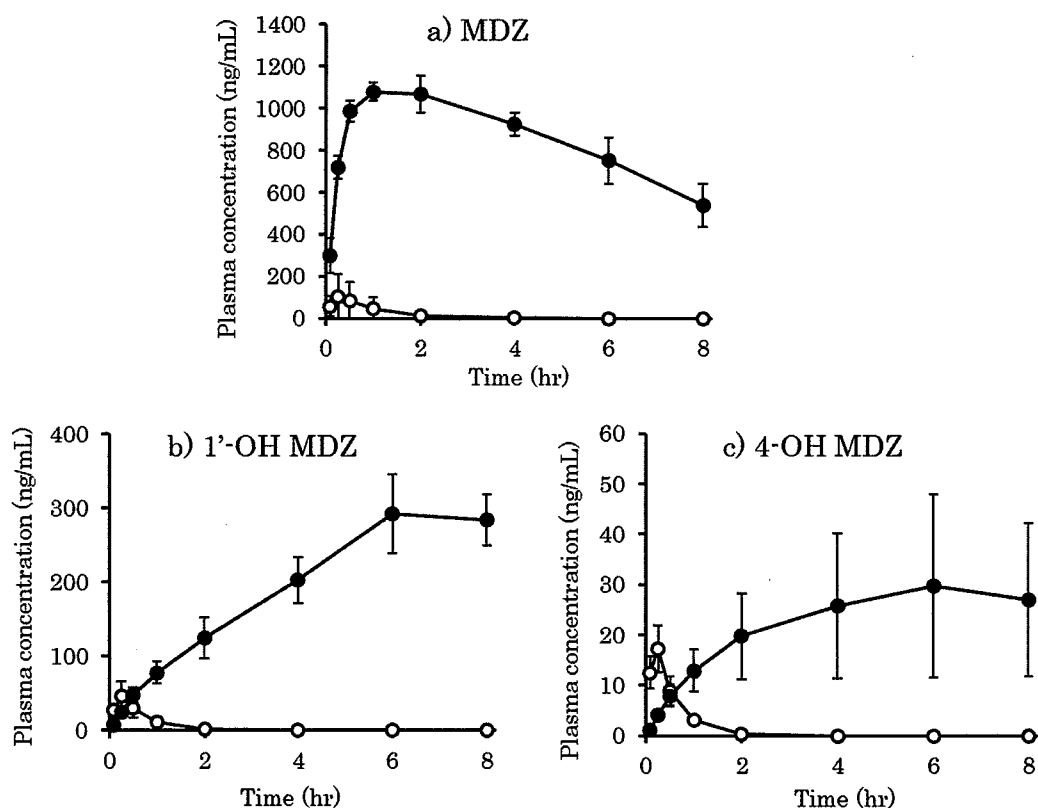 a) MDZ
Plasma concentration (ng/mL)
1400
1200
1000
800
600
400
200
0
0 2 4 6 8
Time (hr)
b) 1'-OH MDZ
Plasma concentration (ng/mL)
400
300
200
100
0
0 2 4 6 8
Time (hr)
c) 4-OH MDZ
Plasma concentration (ng/mL)
60
50
40
30
20
10
0
0 2 4 6 8
Time (hr)